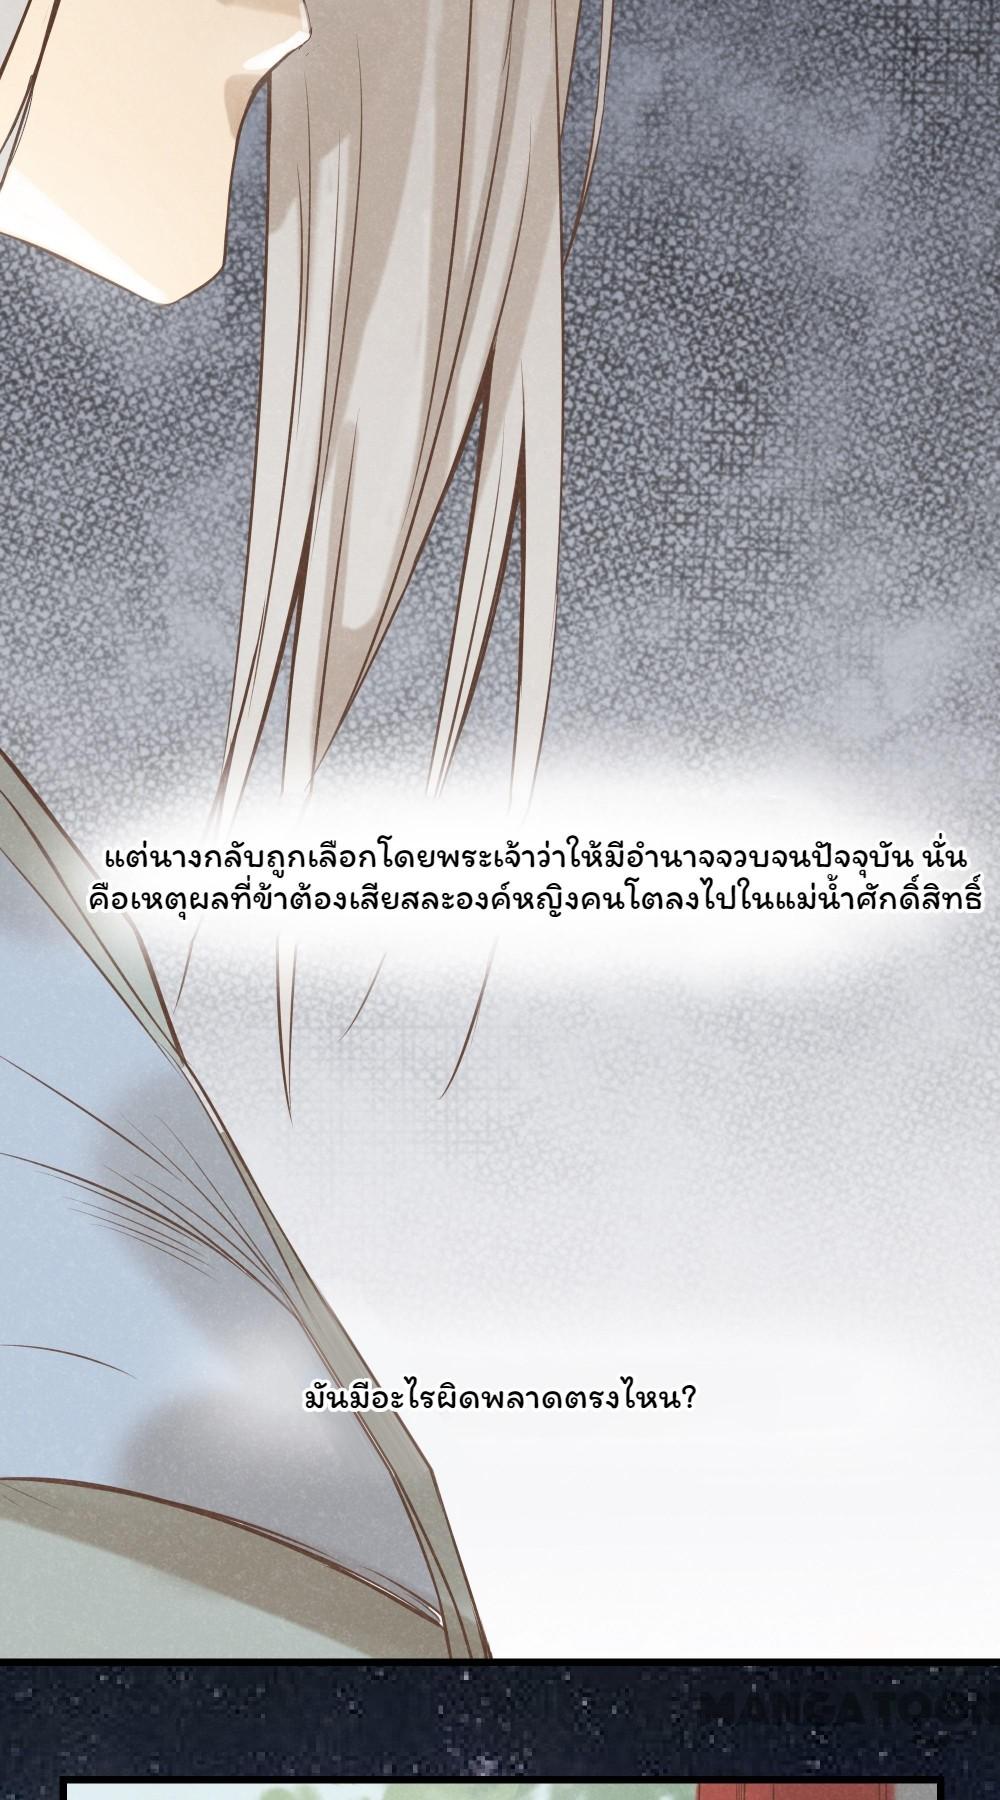 แต่นางกลับถูกเลือกโดยพระเจ้าว่าให้มีอำนาจจวบจนปัจจุบัน นั่น
คือเหตุผลที่ข้าต้องเสียสละองค์หญิงคนโตลงไปในแม่น้ำศักดิ์สิทธิ์
มันมีอะไรผิดพลาดตรงไหน?
MANGATOON